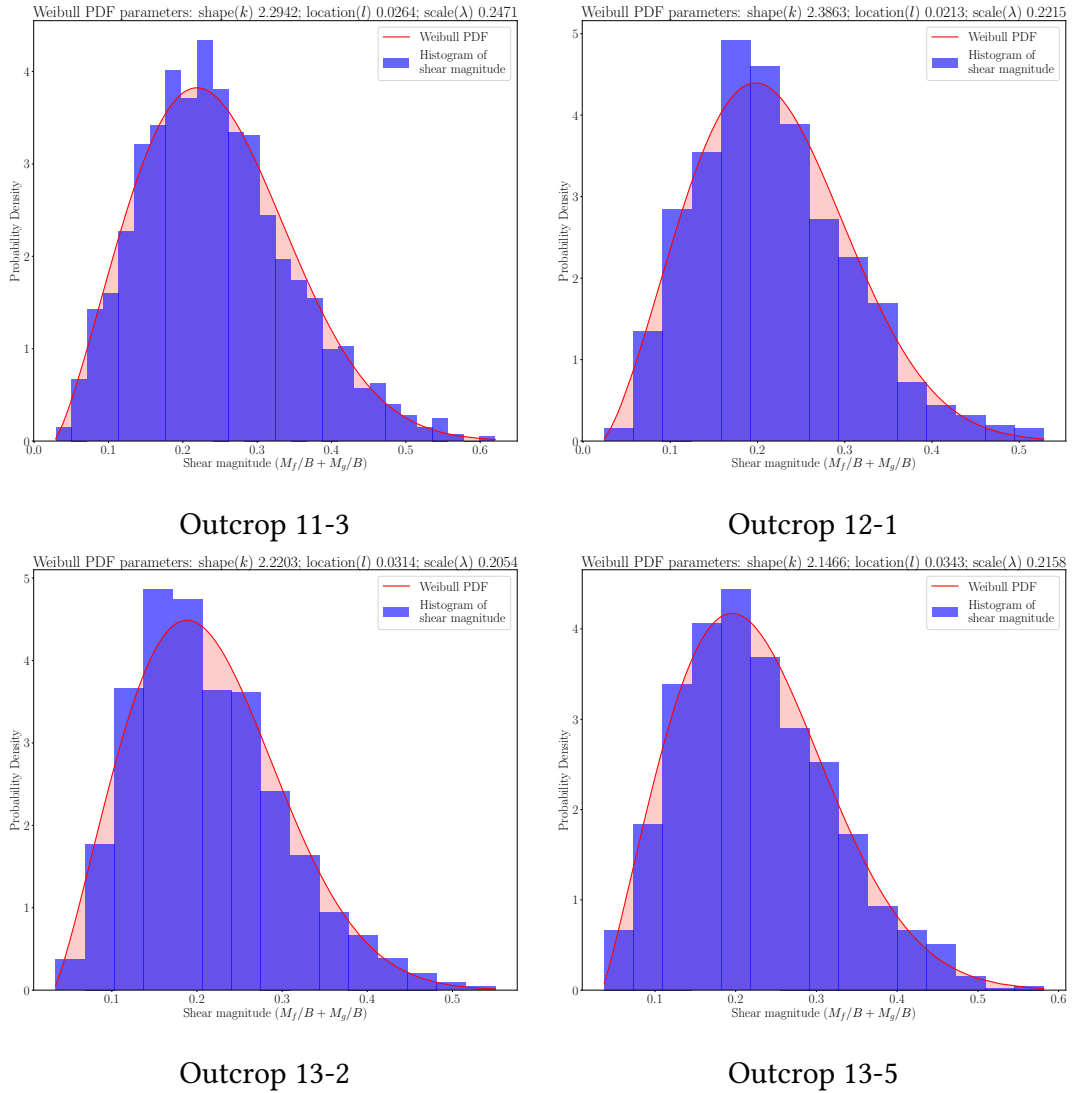 Weibull PDF parameters: shape(k) 2.2942; location(l) 0.0264; scale(λ) 0.2471
Weibull PDF
Histogram of
shear magnitude
Probability Density
4
3
2
1
0
0.0 0.1 0.2 0.3 0.4 0.5 0.6
Shear magnitude (M_f/B + M_g/B)
Outcrop 11-3
Weibull PDF parameters: shape(k) 2.3863; location(l) 0.0213; scale(λ) 0.2215
Weibull PDF
Histogram of
shear magnitude
Probability Density
5
4
3
2
1
0
0.0 0.1 0.2 0.3 0.4 0.5
Shear magnitude (M_f/B + M_g/B)
Outcrop 12-1
Weibull PDF parameters: shape(k) 2.2203; location(l) 0.0314; scale(λ) 0.2054
Weibull PDF
Histogram of
shear magnitude
Probability Density
5
4
3
2
1
0
0.1 0.2 0.3 0.4 0.5
Shear magnitude (M_f/B + M_g/B)
Outcrop 13-2
Weibull PDF parameters: shape(k) 2.1466; location(l) 0.0343; scale(λ) 0.2158
Weibull PDF
Histogram of
shear magnitude
Probability Density
4
3
2
1
0
0.1 0.2 0.3 0.4 0.5 0.6
Shear magnitude (M_f/B + M_g/B)
Outcrop 13-5